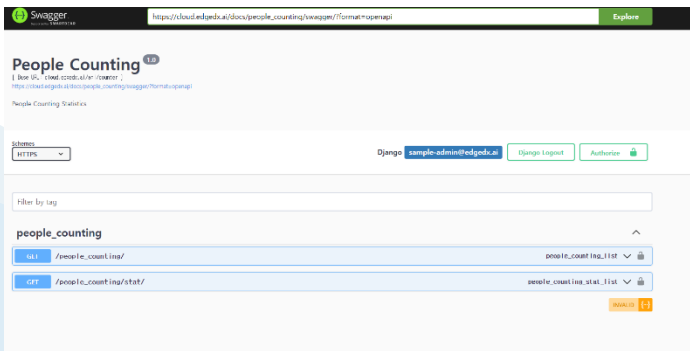 Swagger
https://cloud.edgedx.ai/docs/people_counting/swagger/?format=openapi
Explore
People Counting 1.0
https://cloud.edgedx.ai/docs/people_counting/swagger/?format=openapi
People Counting Statistics
Schemes
HTTPS
Django sample-admin@edgedx.ai Django Logout Authorize
Filter by tag
people_counting
GET /people_counting/ people_counting_list
GET /people_counting/stat/ people_counting_stat_list
INVALID {-}